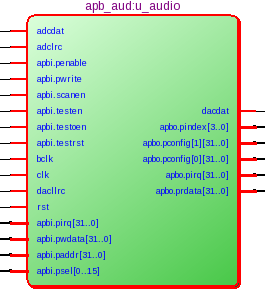 apb_aud:u_audio
adcdat
adclrc
apbi.penable
apbi.pwrite
apbi.scanen
apbi.testen
apbi.testoen
apbi.testrst
bclk
clk
dacllrc
rst
apbi.pirq[31..0]
apbi.pwdata[31..0]
apbi.paddr[31..0]
apbi.psel[0..15]
dacdat
apbo.pindex[3..0]
apbo.pconfig[1][31..0]
apbo.pconfig[0][31..0]
apbo.pirq[31..0]
apbo.prdata[31..0]